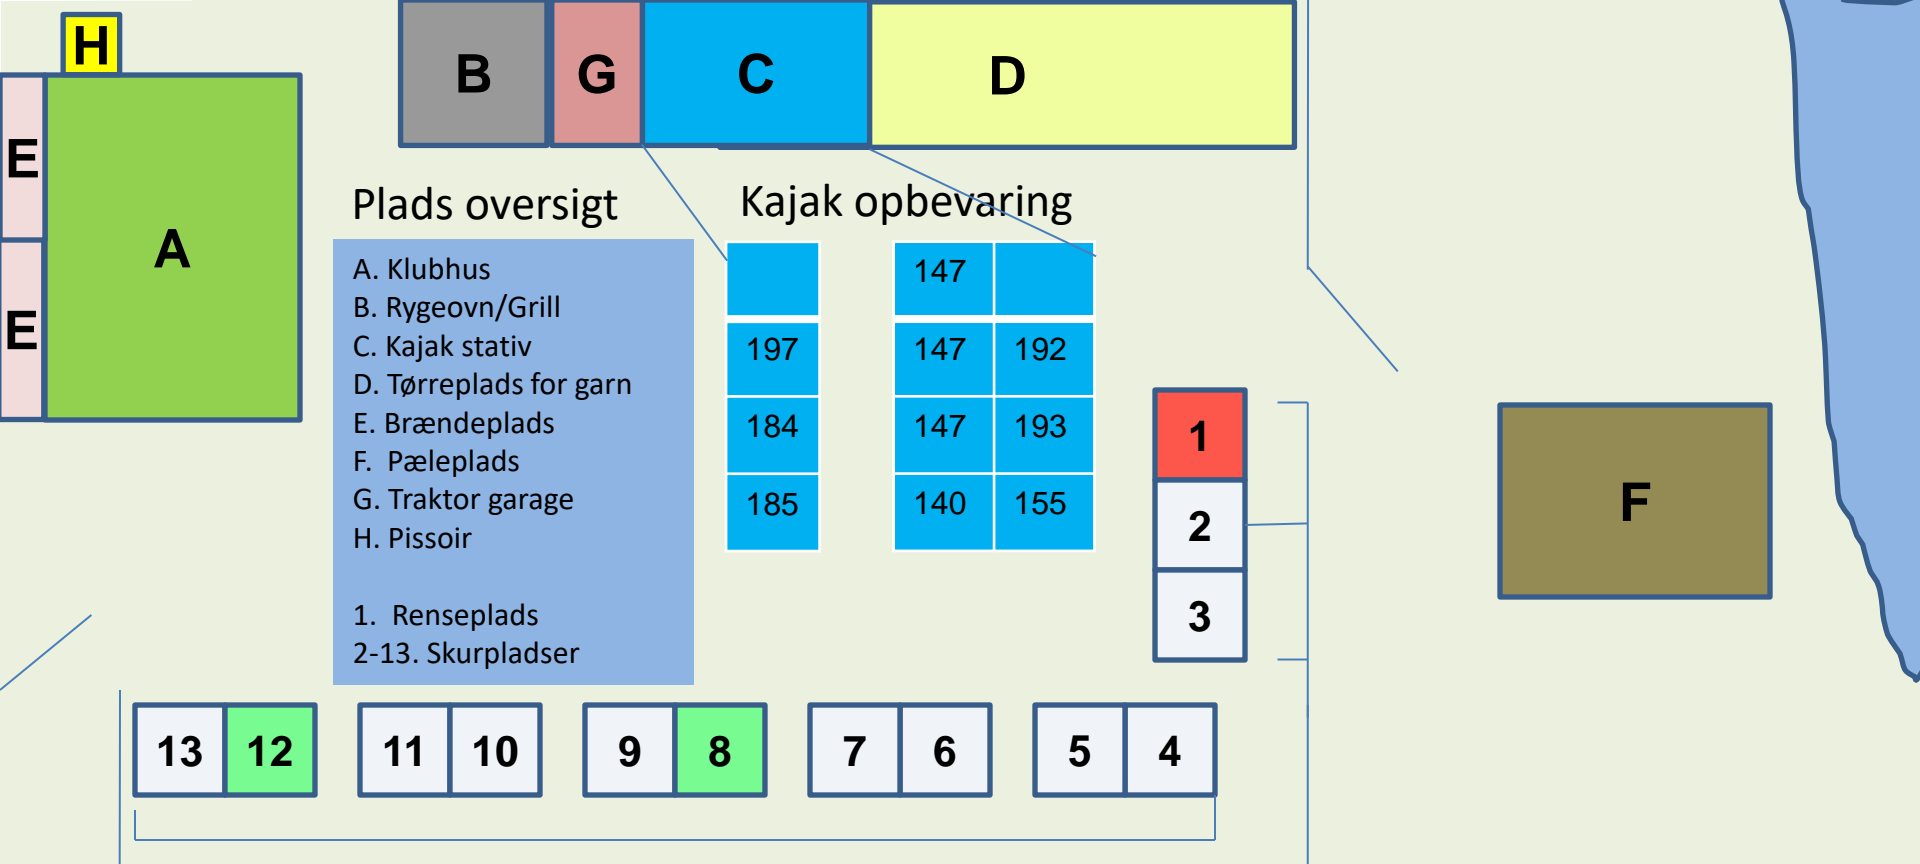 H
B G C D
E
A
E
Plads oversigt
A. Klubhus
B. Rygeovn/Grill
C. Kajak stativ
D. Tørreplads for garn
E. Brændeplads
F. Pæleplads
G. Traktor garage
H. Pissoir
1. Renseplads
2-13. Skurpladser
Kajak opbevaring
147
197 147 192
184 147 193
185 140 155
1
2
3
F
13 12 11 10 9 8 7 6 5 4